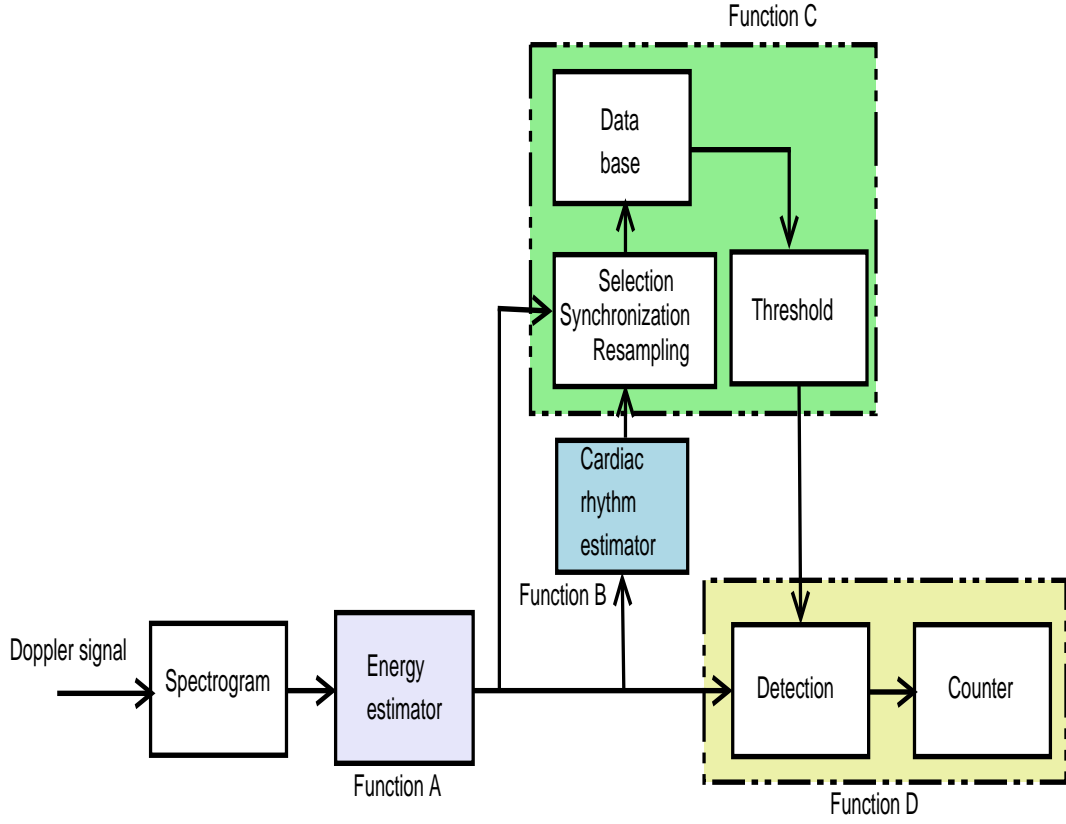 Function C
Data
base
Selection
Synchronization
Resampling
Threshold
Cardiac
rhythm
estimator
Function B
Doppler signal
Spectrogram
Energy
estimator
Function A
Detection
Counter
Function D